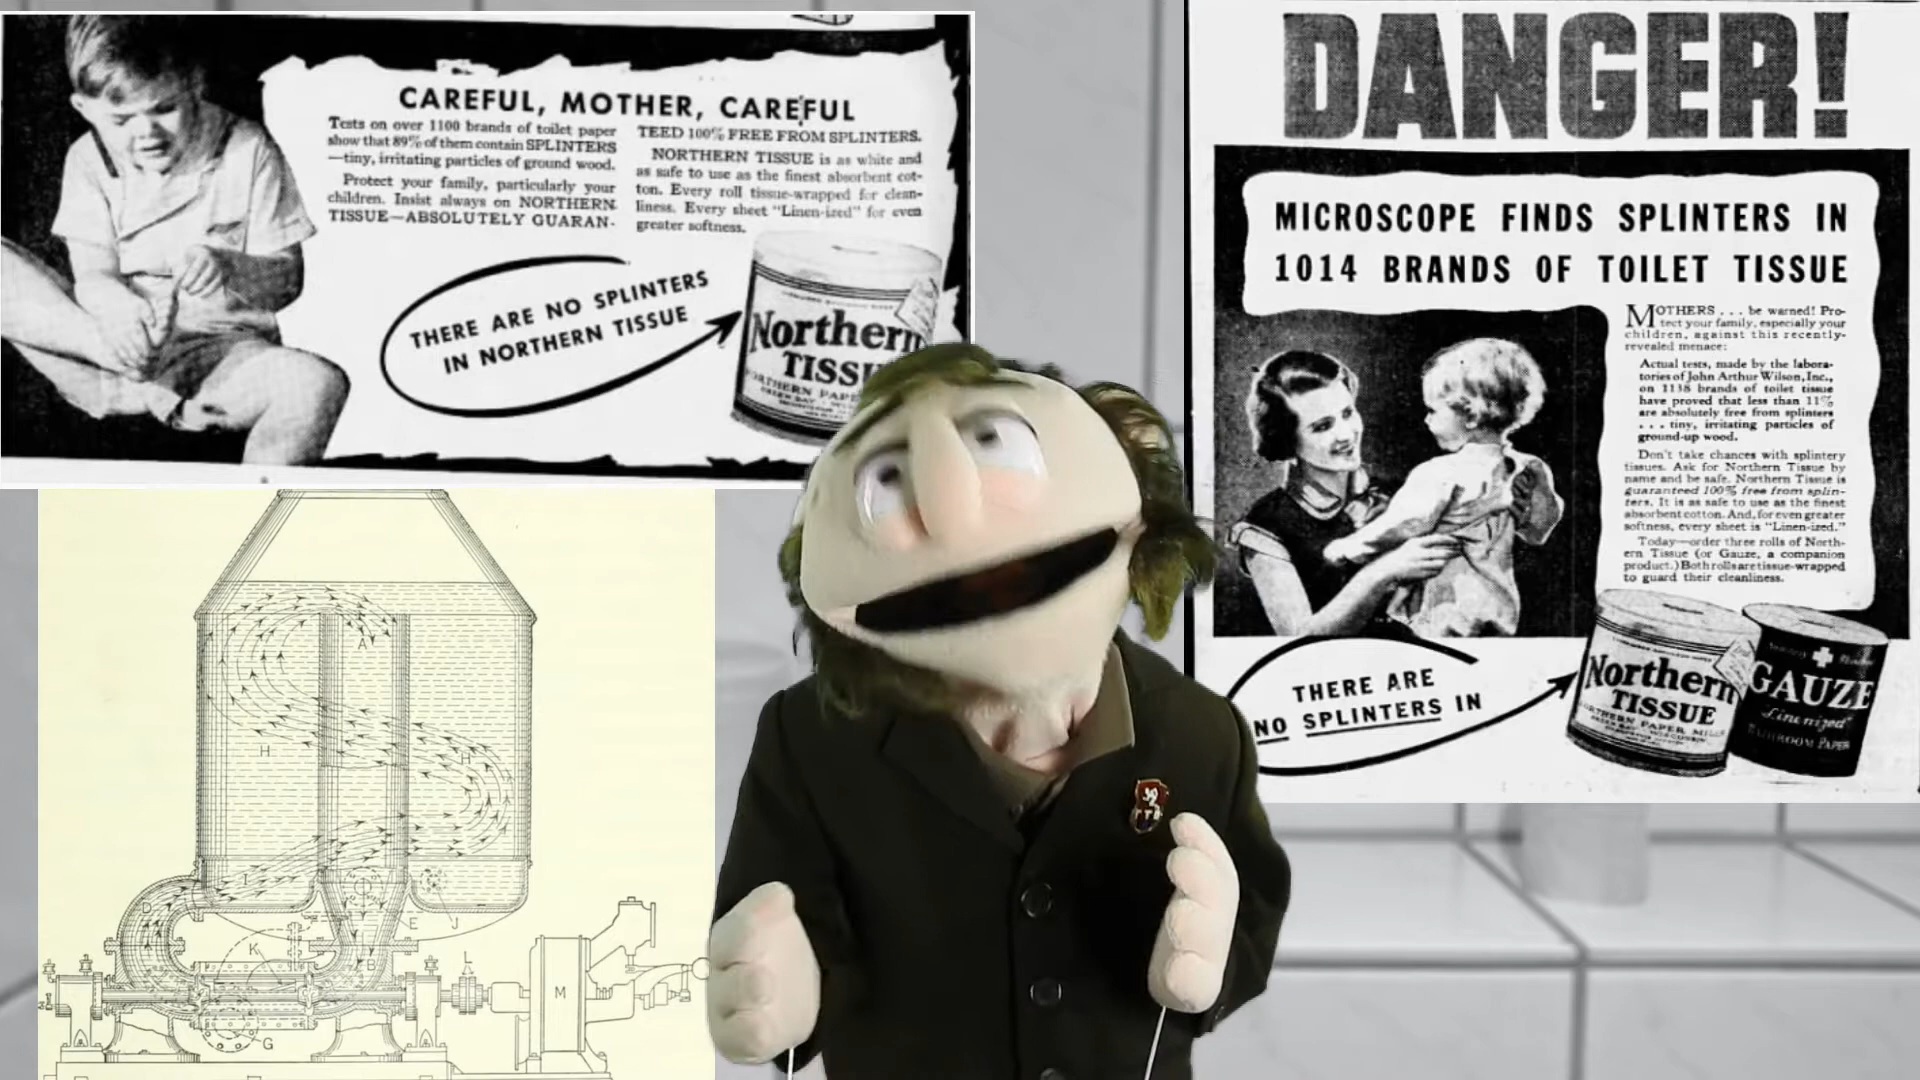 CAREFUL, MOTHER, CAREFUL
Tests on over 1100 brands of toilet paper
show that 89% of them contain SPLINTERS
—tiny, irritating particles of ground wood.
Protect your family, particularly your
children. Insist always on NORTHERN
TISSUE—ABSOLUTELY GUARAN-
TEED 100% FREE FROM SPLINTERS.
NORTHERN TISSUE is as white and
as safe to use as the finest absorbent cot-
ton. Every roll tissue-wrapped for clean-
liness. Every sheet "Linen-ized" for even
greater softness.
THERE ARE NO SPLINTERS
IN NORTHERN TISSUE
Northern
TISSU
DANGER!
MICROSCOPE FINDS SPLINTERS IN
1014 BRANDS OF TOILET TISSUE
MOTHERS . . . be warned! Pro-
tect your family, especially your
children, against this recently-
revealed menace:
Actual tests, made by the labora-
tories of John Arthur Wilson, Inc.,
on 1138 brands of toilet tissue
have proved that less than 11%
are absolutely free from splinters
. . . tiny, irritating particles of
ground-up wood.
Don't take chances with splintery
tissues. Ask for Northern Tissue by
name and be safe. Northern Tissue is
guaranteed 100% free from splin-
ters. It is as safe to use as the finest
absorbent cotton. And, for even greater
softness, every sheet is "Linen-ized."
Today—order three rolls of North-
ern Tissue (or Gauze, a companion
product.) Both rolls are tissue-wrapped
to guard their cleanliness.
THERE ARE
NO SPLINTERS IN
Northern
TISSUE
NORTHERN PAPER MILLS
GAUZE
"Linenized"
BATHROOM PAPER
A
H
H
I
D
E
J
K
B
L
M
G